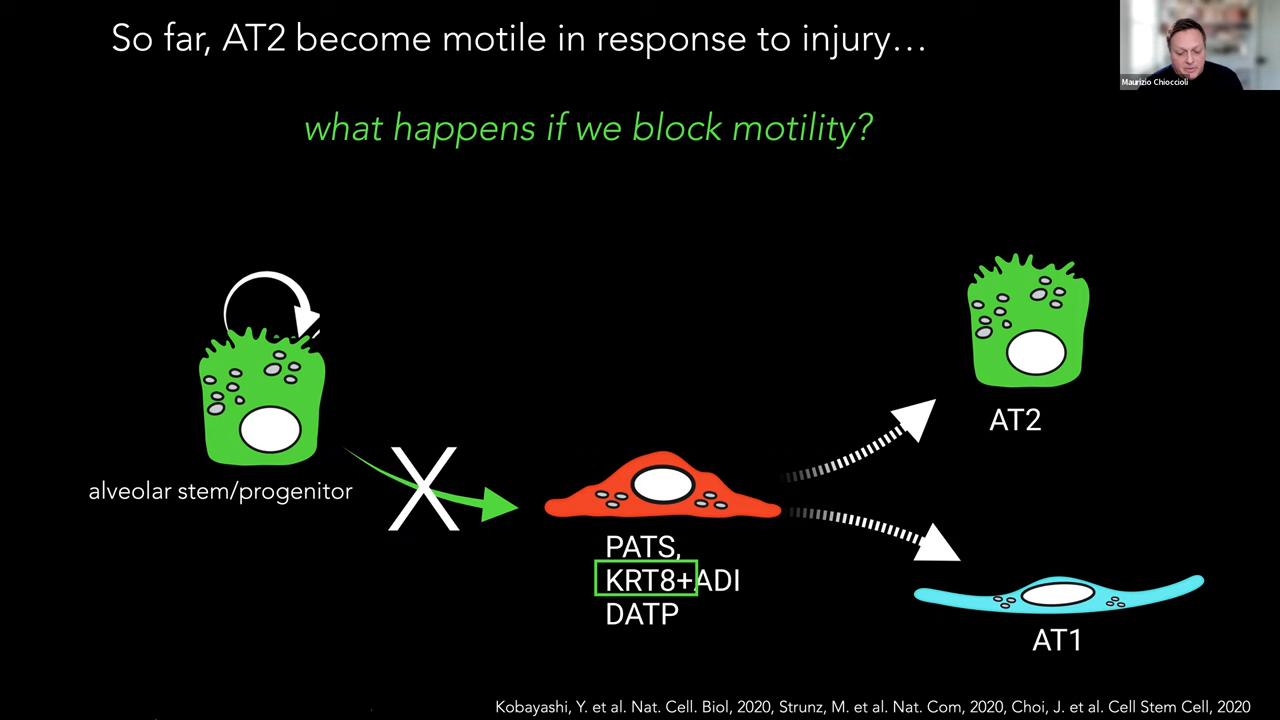 So far, AT2 become motile in response to injury…
Maurizio Chioccioli
what happens if we block motility?
AT2
alveolar stem/progenitor
X
PATS,
KRT8+ADI
DATP
AT1
Kobayashi, Y. et al. Nat. Cell. Biol, 2020, Strunz, M. et al. Nat. Com, 2020, Choi, J. et al. Cell Stem Cell, 2020